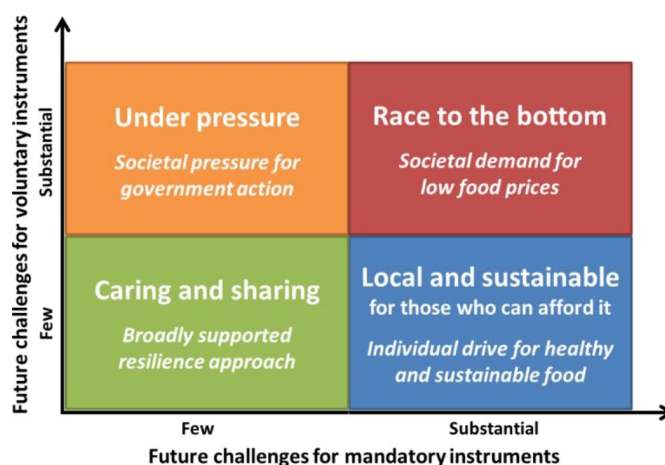 Future challenges for voluntary instruments
Substantial
Few
Under pressure
Societal pressure for
government action
Race to the bottom
Societal demand for
low food prices
Caring and sharing
Broadly supported
resilience approach
Local and sustainable
for those who can afford it
Individual drive for healthy
and sustainable food
Few
Substantial
Future challenges for mandatory instruments